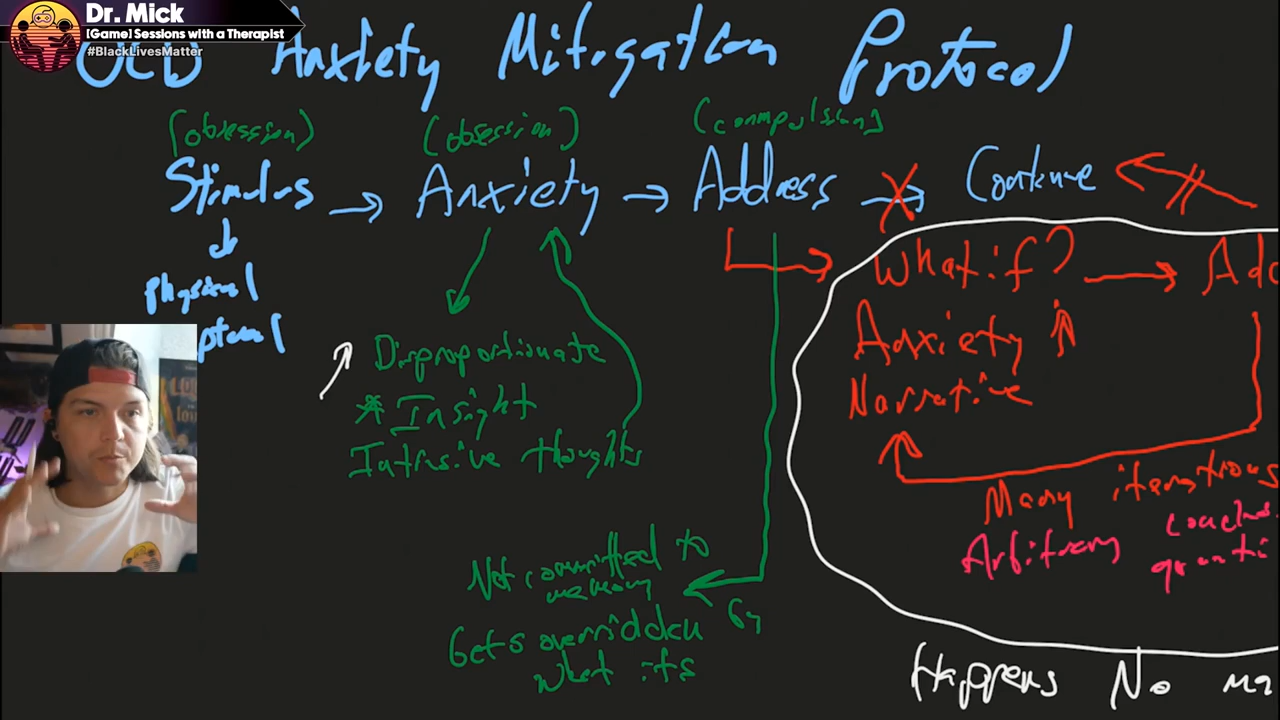 Dr. Mick
[Game] Sessions with a Therapist
#BlackLivesMatter
OCD Anxiety Mitigation Protocol
(obsession) (obsession) (compulsion)
Stimulus → Anxiety → Address → Continue
Physical
What if? → Add
Anxiety ↑
Narrative
Disproportionate
* Insight
Intrusive thoughts
Many iterations
Arbitrary
Not committed to
memory
Gets overridden by
what ifs
Happens No ma